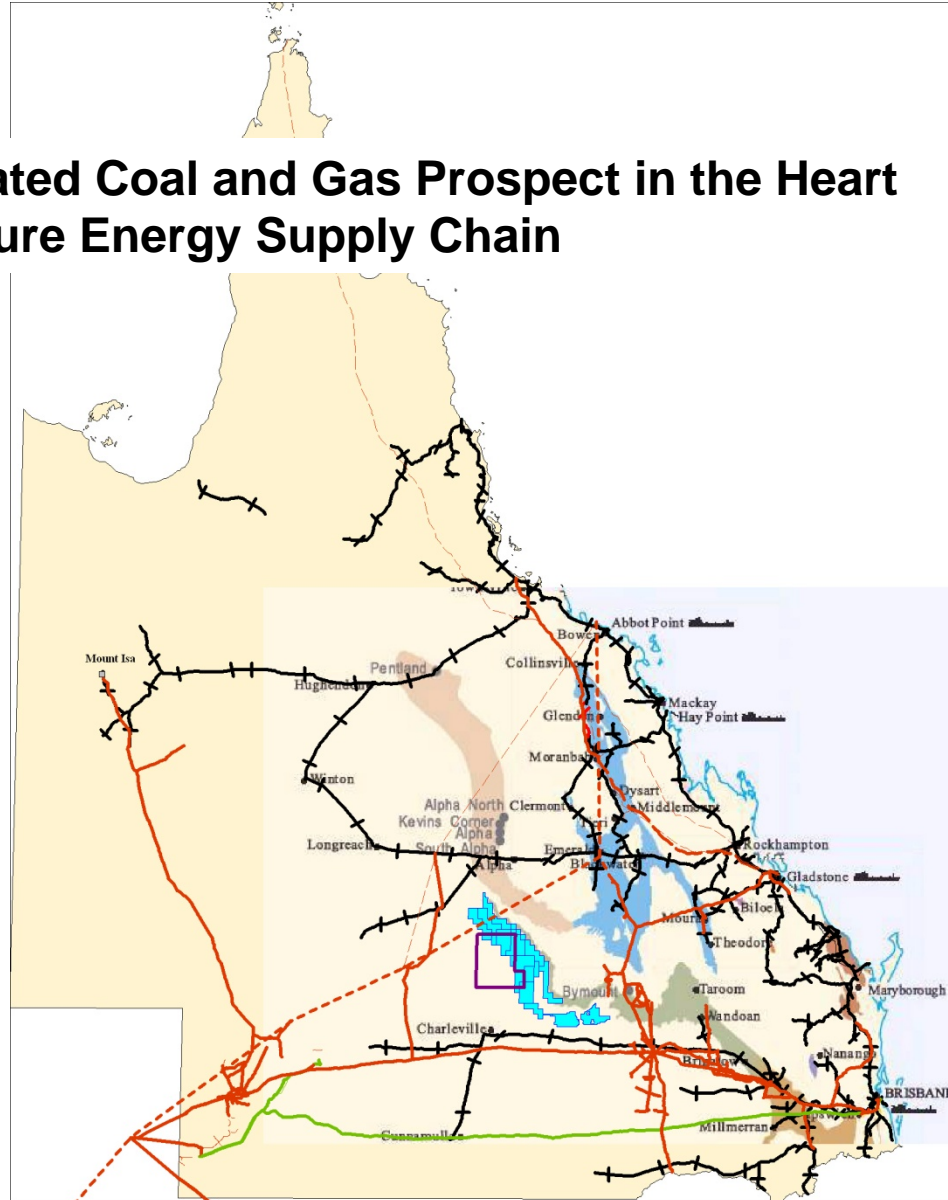 ated Coal and Gas Prospect in the Heart
ure Energy Supply Chain
Abbot Point
Bowen
Mount Isa
Collinsville
Pentland
Hughenden
Mackay
Glenden
Hay Point
Moranbah
Winton
Dysart
Alpha North Clermont
Middlemount
Kevins Corner
Alpha
Longreach
South Alpha
Emerald
Rockhampton
Alpha
Blackwater
Gladstone
Moura
Biloela
Theodore
Bymount
Taroom
Maryborough
Wandoan
Charleville
Nanango
BRISBANE
Millmerran
Cunnamulla